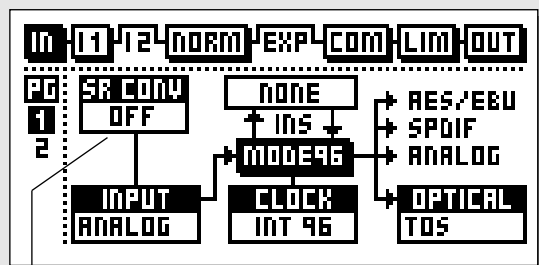 IN I1 I2 NORM EXP COM LIM OUT
PG
1
2
SR CONV
OFF
NONE
INS
MODE96
AES/EBU
SPDIF
ANALOG
INPUT
ANALOG
CLOCK
INT 96
OPTICAL
TOS